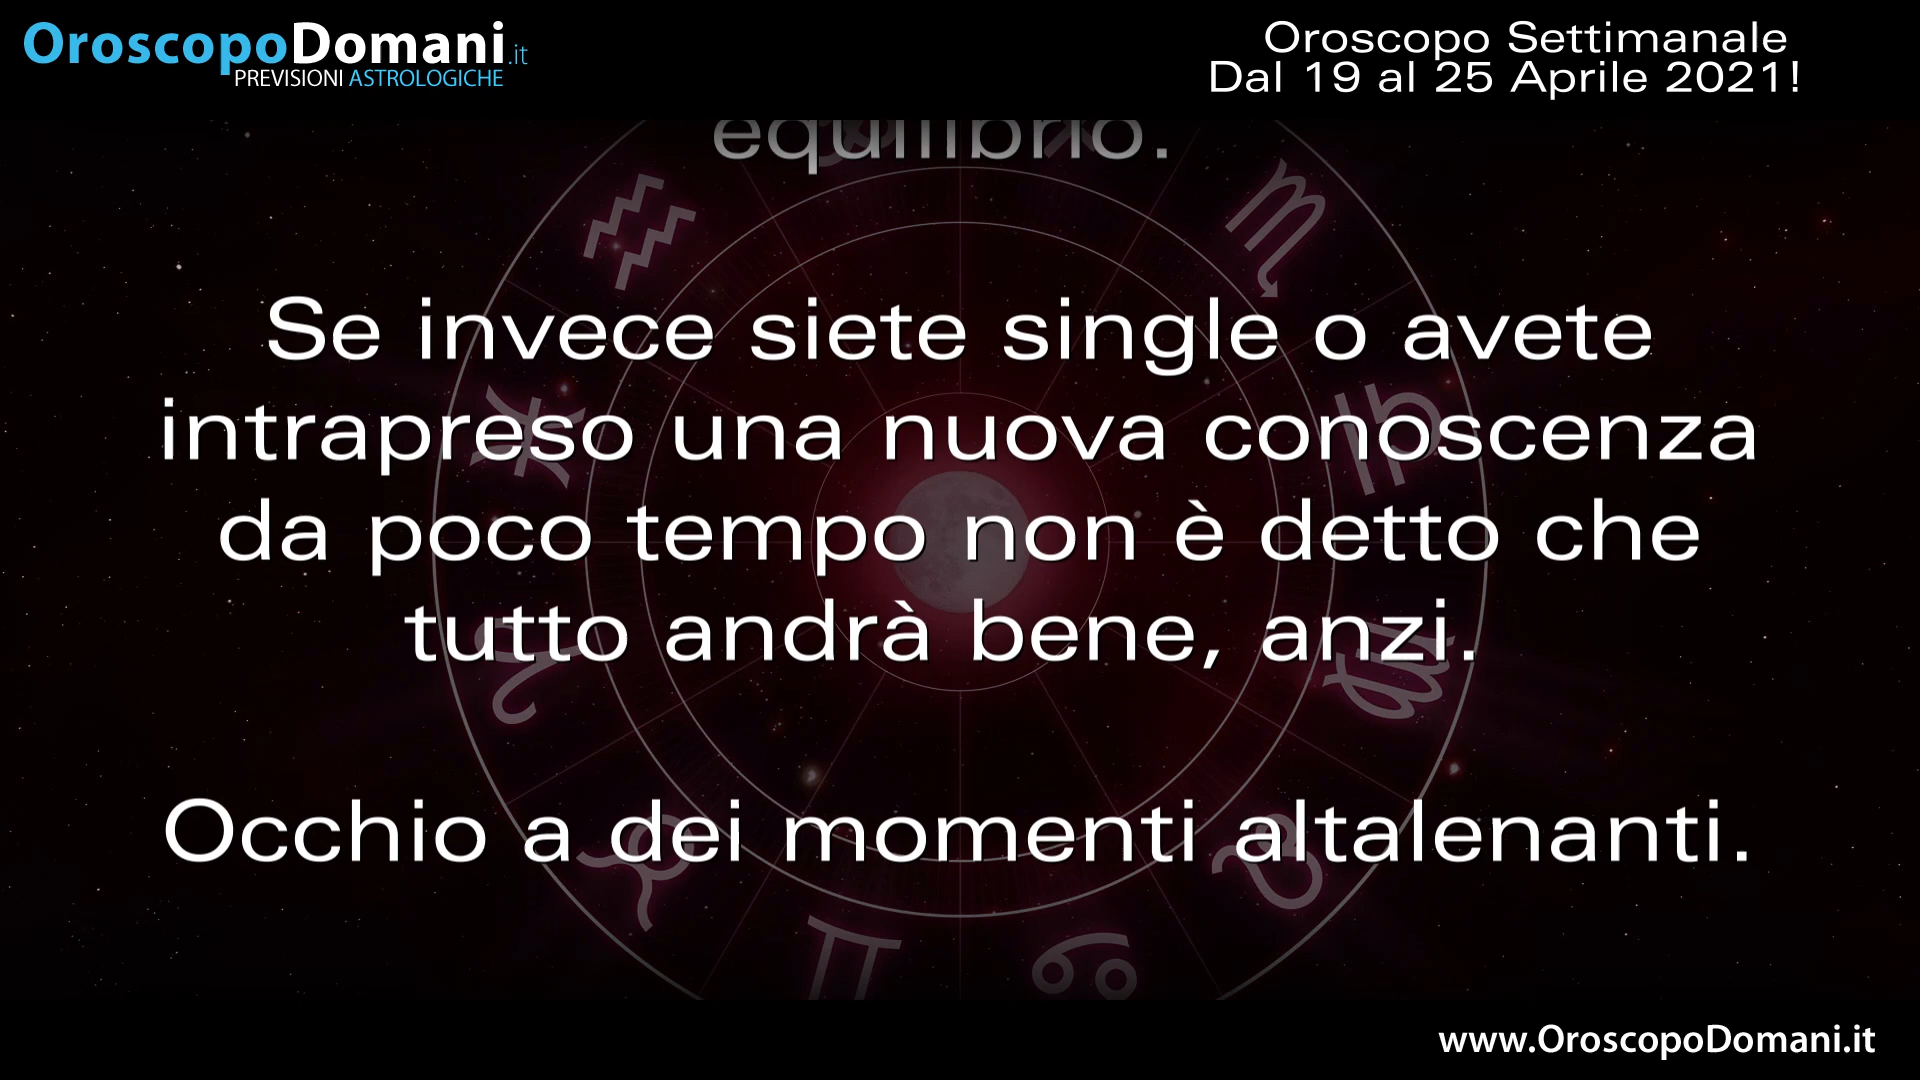 OroscopoDomani.it
PREVISIONI ASTROLOGICHE
Oroscopo Settimanale
Dal 19 al 25 Aprile 2021!
equilibrio.
Se invece siete single o avete
intrapreso una nuova conoscenza
da poco tempo non è detto che
tutto andrà bene, anzi.
Occhio a dei momenti altalenanti.
www.OroscopoDomani.it